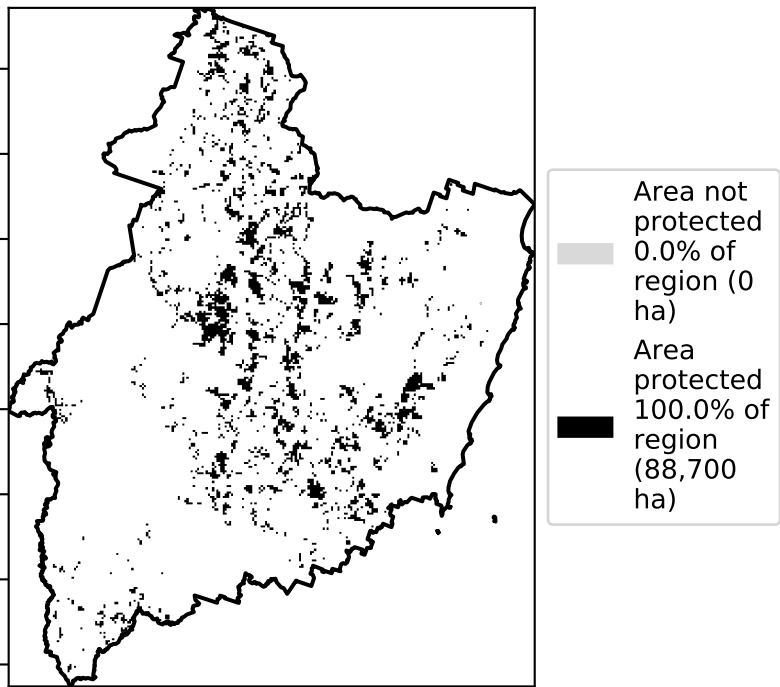 Area not
protected
0.0% of
region (0
ha)
Area
protected
100.0% of
region
(88,700
ha)